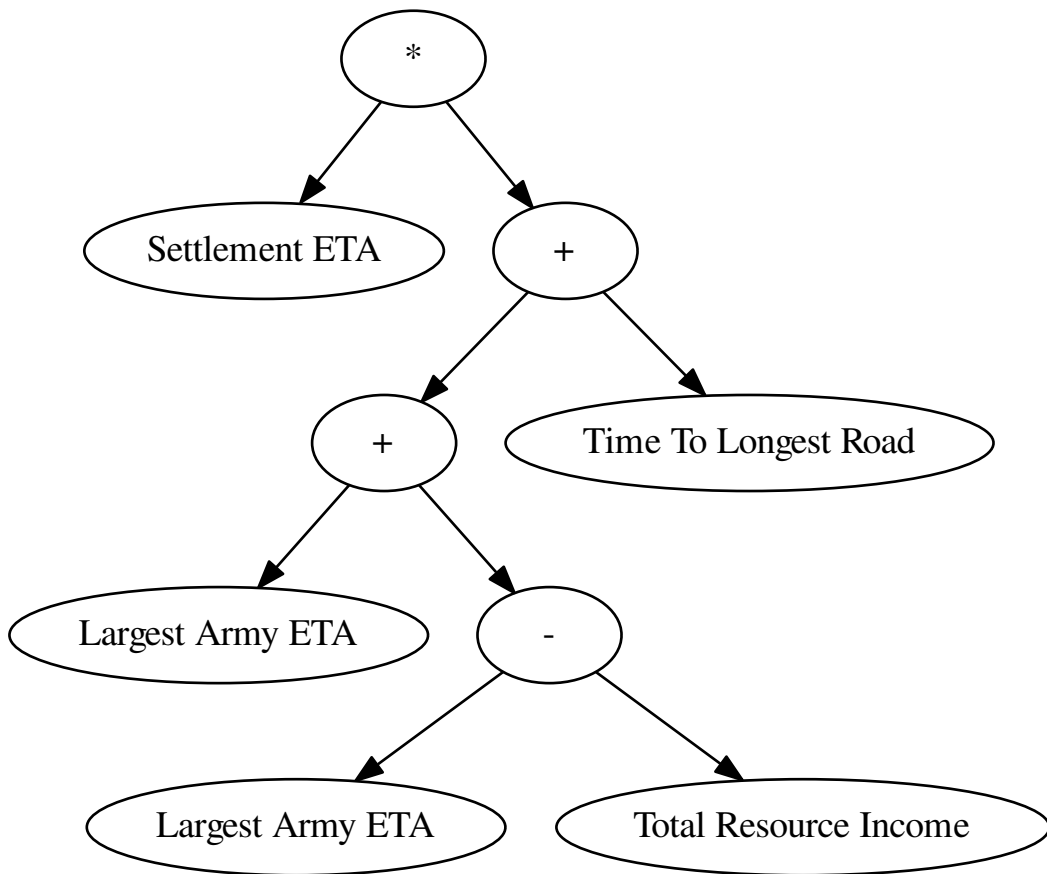 *
Settlement ETA
+
+
Time To Longest Road
Largest Army ETA
-
Largest Army ETA
Total Resource Income